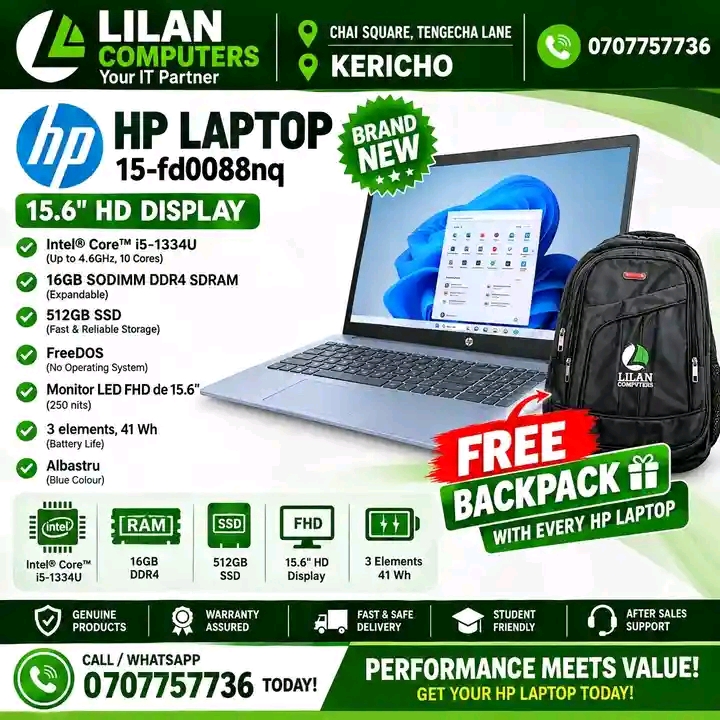 LILAN
COMPUTERS
Your IT Partner
CHAI SQUARE, TENGECHA LANE
KERICHO
0707757736
hp
HP LAPTOP
15-fd0088nq
BRAND
NEW
15.6" HD DISPLAY
Intel® Core™ i5-1334U
(Up to 4.6GHz, 10 Cores)
16GB SODIMM DDR4 SDRAM
(Expandable)
512GB SSD
(Fast & Reliable Storage)
FreeDOS
(No Operating System)
Monitor LED FHD de 15.6"
(250 nits)
3 elements, 41 Wh
(Battery Life)
Albastru
(Blue Colour)
hp
LILAN
COMPUTERS
FREE
BACKPACK
WITH EVERY HP LAPTOP
intel
Intel® Core™
i5-1334U
RAM
16GB
DDR4
SSD
512GB
SSD
FHD
15.6" HD
Display
3 Elements
41 Wh
GENUINE
PRODUCTS
WARRANTY
ASSURED
FAST & SAFE
DELIVERY
STUDENT
FRIENDLY
AFTER SALES
SUPPORT
CALL / WHATSAPP
0707757736 TODAY!
PERFORMANCE MEETS VALUE!
GET YOUR HP LAPTOP TODAY!